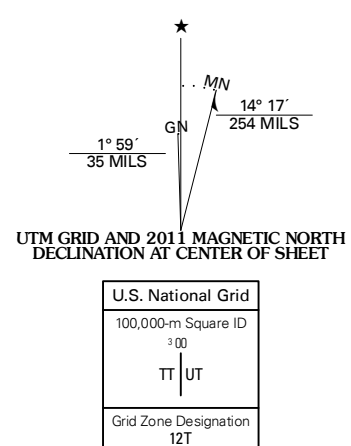 ★
MN
GN
14° 17´
254 MILS
1° 59´
35 MILS
UTM GRID AND 2011 MAGNETIC NORTH
DECLINATION AT CENTER OF SHEET
U.S. National Grid
100,000-m Square ID
³00
TT UT
Grid Zone Designation
12T